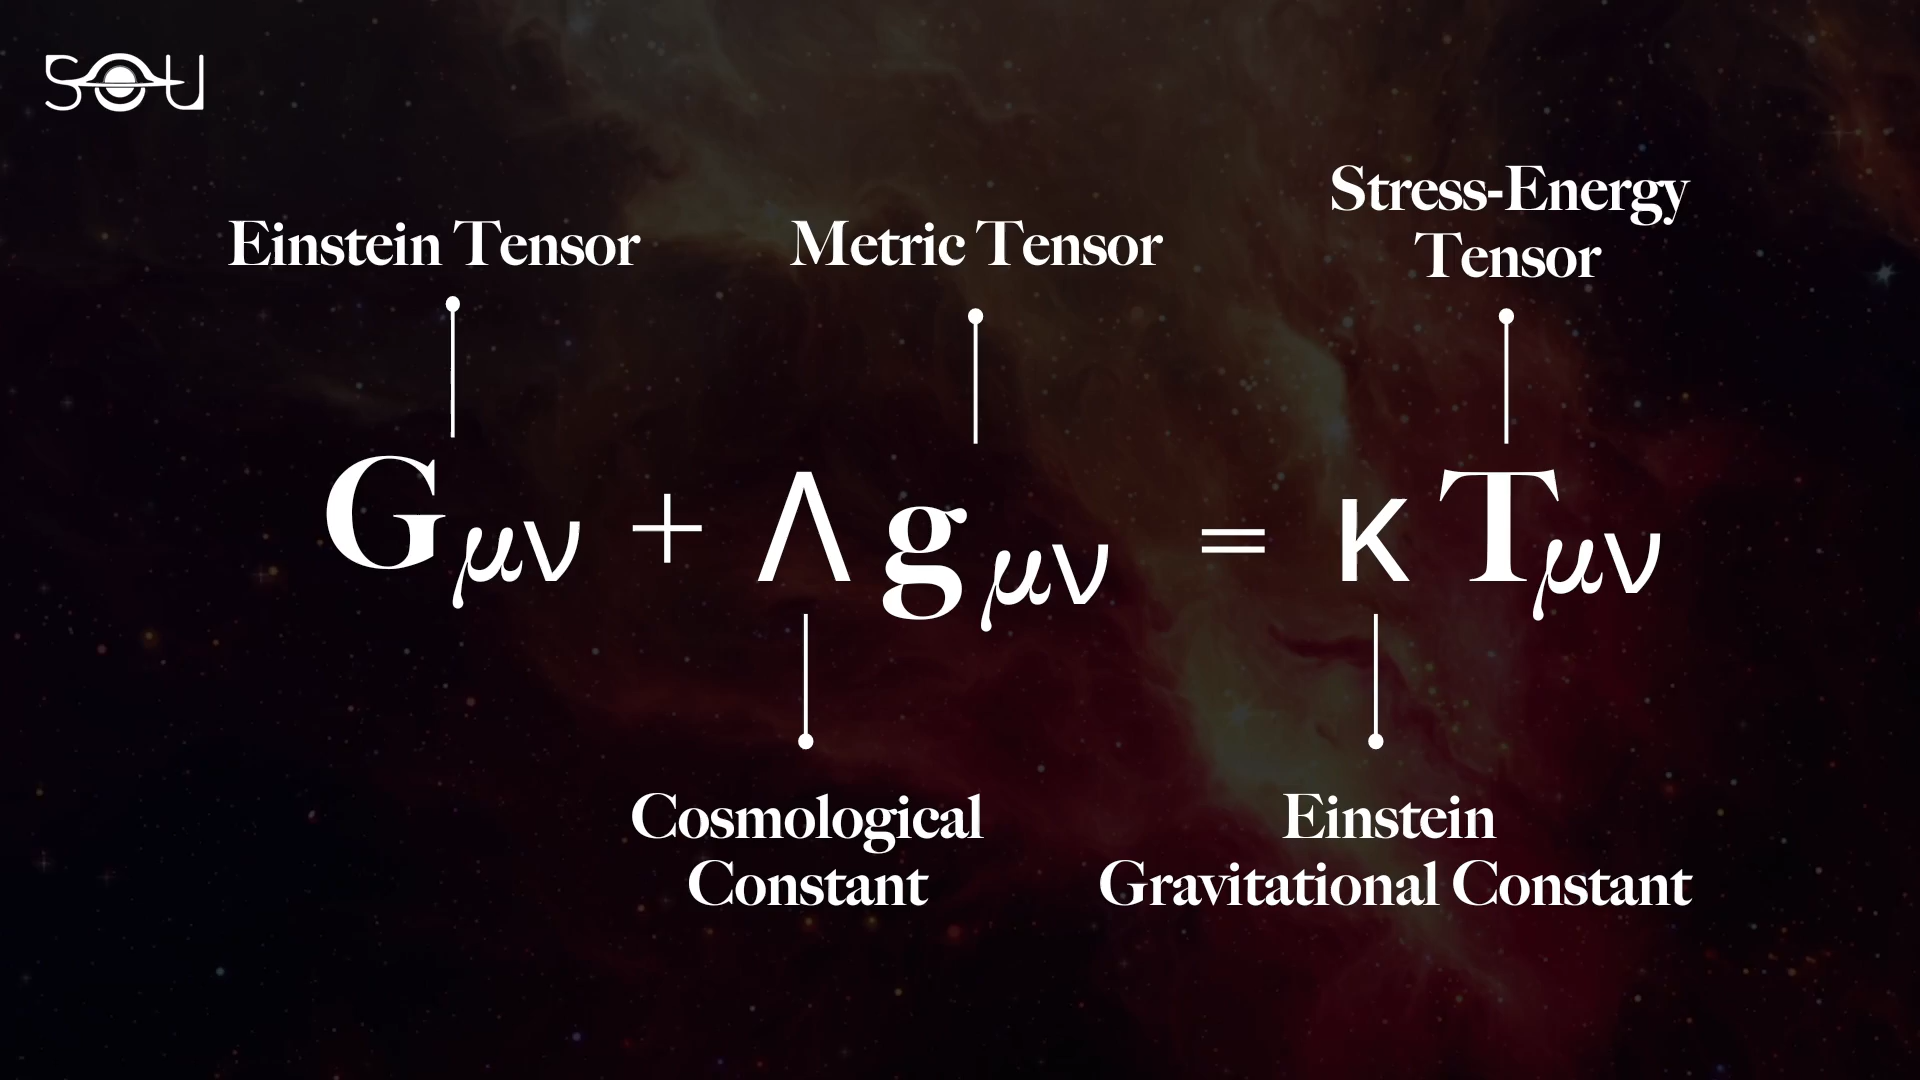 SOU
Einstein Tensor
Metric Tensor
Stress-Energy
Tensor
Gμν + Λ gμν = κ Tμν
Cosmological
Constant
Einstein
Gravitational Constant